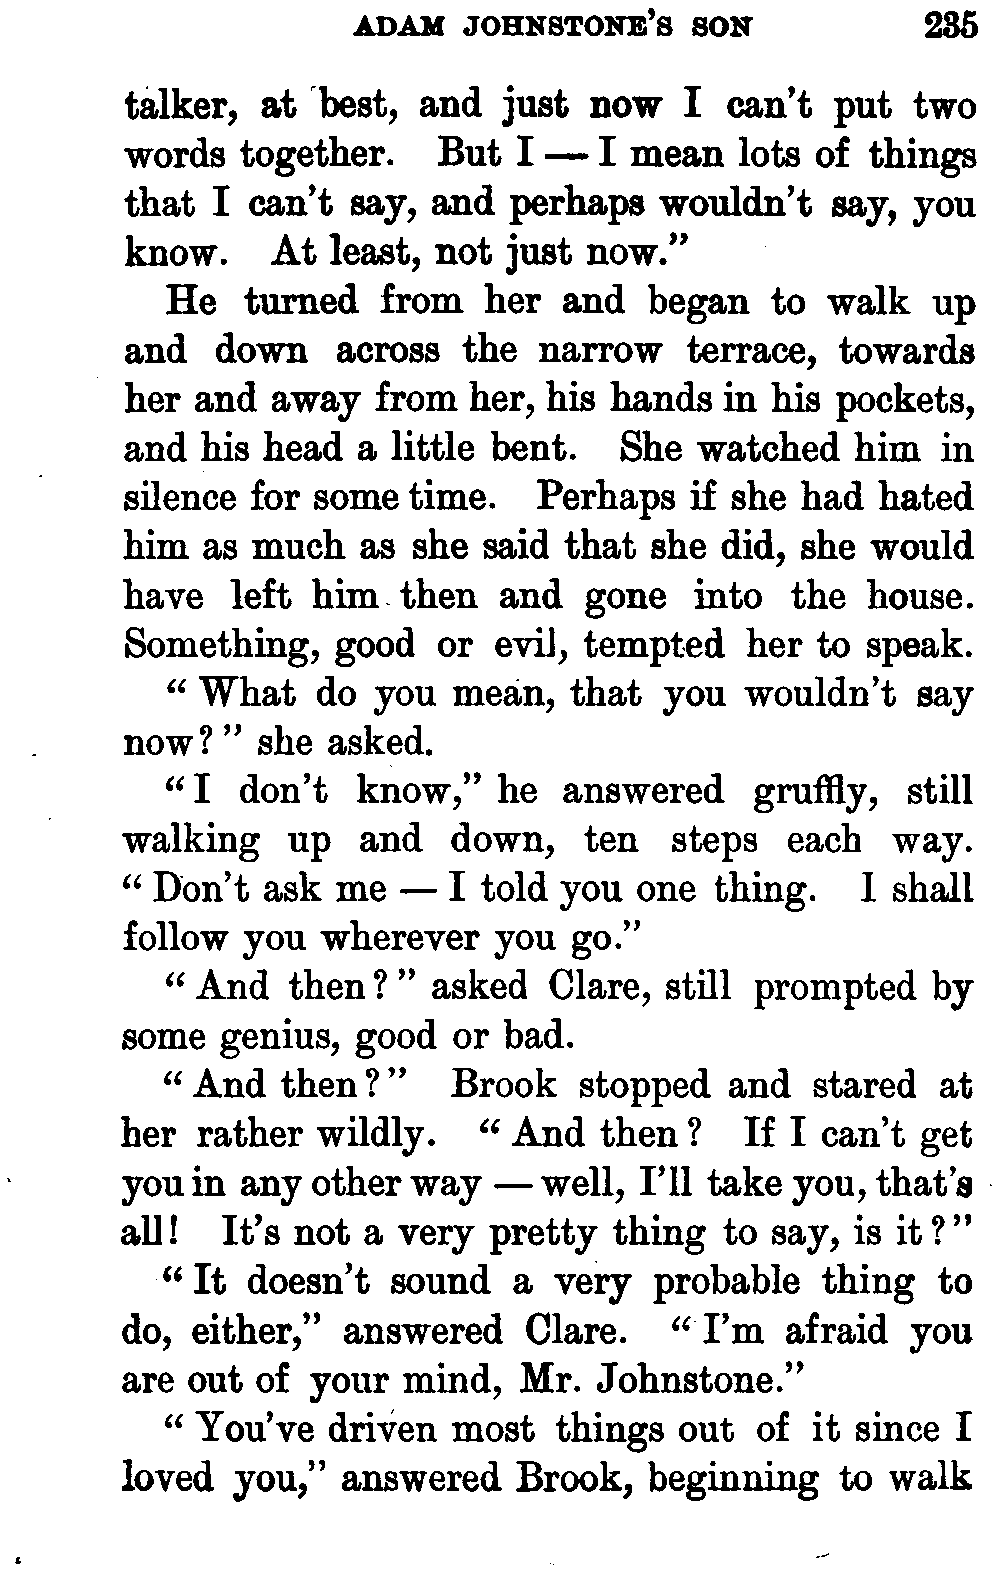 ADAM JOHNSTONE'S SON 235
talker, at best, and just now I can't put two
words together. But I — I mean lots of things
that I can't say, and perhaps wouldn't say, you
know. At least, not just now."
He turned from her and began to walk up
and down across the narrow terrace, towards
her and away from her, his hands in his pockets,
and his head a little bent. She watched him in
silence for some time. Perhaps if she had hated
him as much as she said that she did, she would
have left him then and gone into the house.
Something, good or evil, tempted her to speak.
"What do you mean, that you wouldn't say
now?" she asked.
"I don't know," he answered gruffly, still
walking up and down, ten steps each way.
"Don't ask me — I told you one thing. I shall
follow you wherever you go."
"And then?" asked Clare, still prompted by
some genius, good or bad.
"And then?" Brook stopped and stared at
her rather wildly. "And then? If I can't get
you in any other way — well, I'll take you, that's
all! It's not a very pretty thing to say, is it?"
"It doesn't sound a very probable thing to
do, either," answered Clare. "I'm afraid you
are out of your mind, Mr. Johnstone."
"You've driven most things out of it since I
loved you," answered Brook, beginning to walk